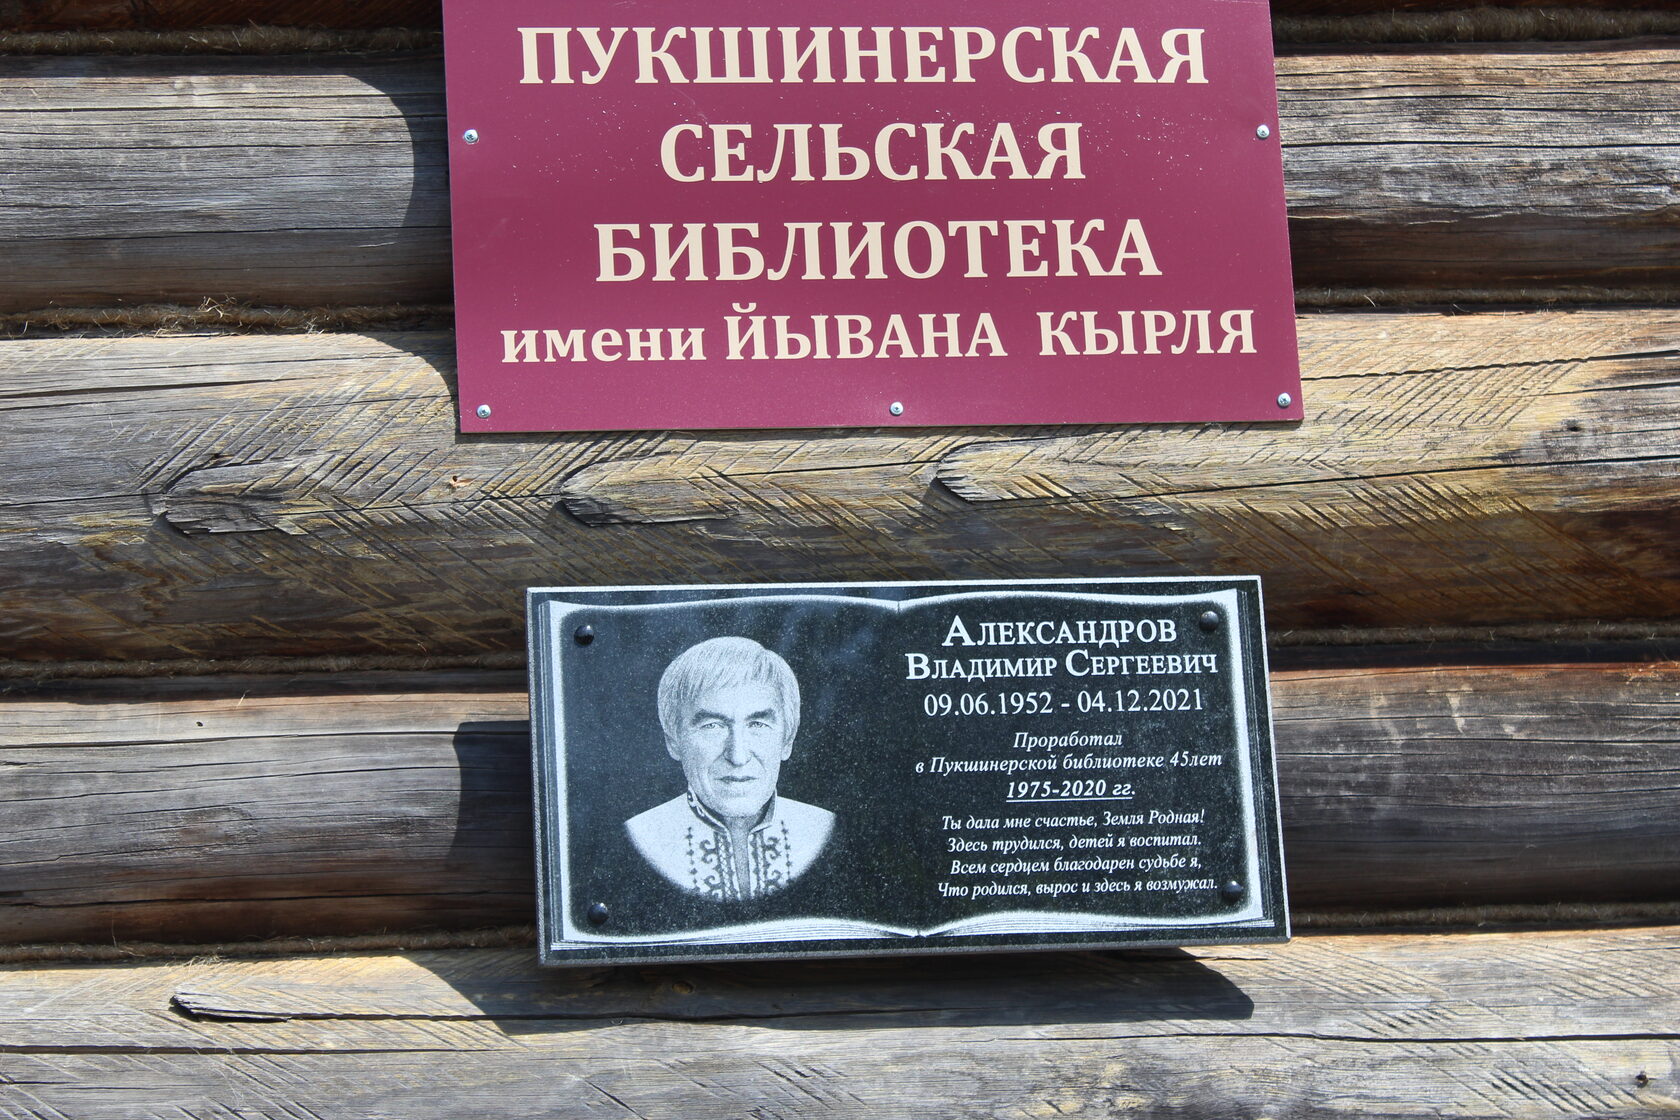 ПУКШИНЕРСКАЯ
СЕЛЬСКАЯ
БИБЛИОТЕКА
имени ЙЫВАНА КЫРЛЯ
АЛЕКСАНДРОВ
ВЛАДИМИР СЕРГЕЕВИЧ
09.06.1952 - 04.12.2021
Проработал
в Пукшинерской библиотеке 45лет
1975-2020 гг.
Ты дала мне счастье, Земля Родная!
Здесь трудился, детей я воспитал.
Всем сердцем благодарен судьбе я,
Что родился, вырос и здесь я возмужал.